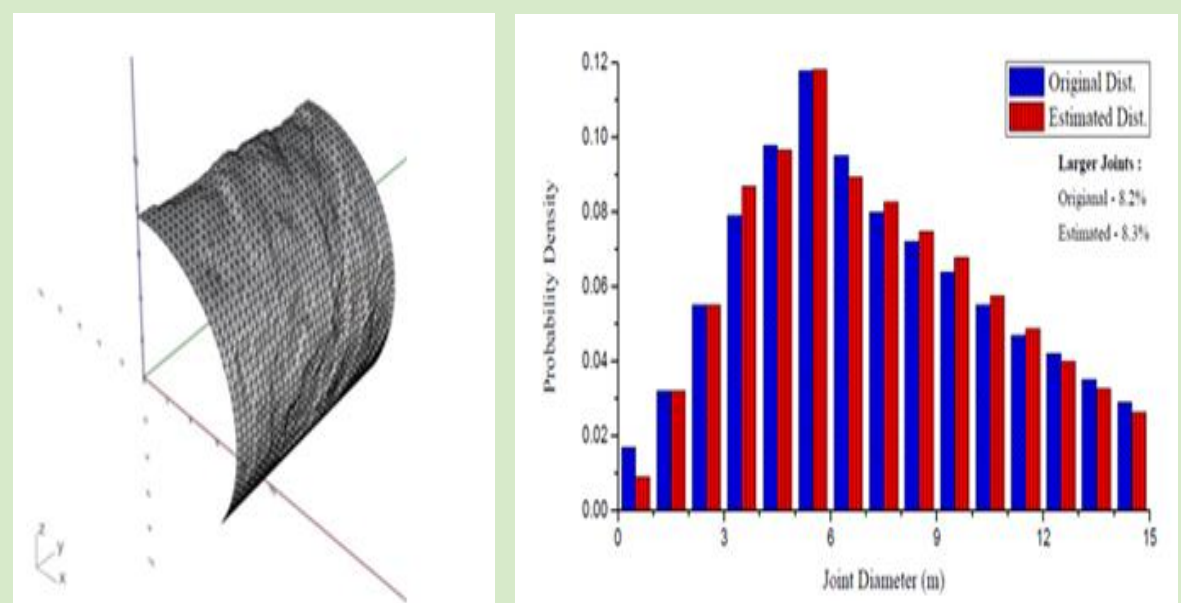 z
y
x
0.12
0.10
0.08
0.06
0.04
0.02
0.00
0
3
6
9
12
15
Probability Density
Joint Diameter (m)
Original Dist.
Estimated Dist.
Larger Joints :
Origianal - 8.2%
Estimated - 8.3%